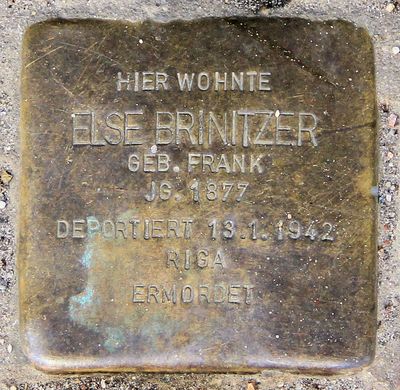 HIER WOHNTE
ELSE BRINITZER
GEB. FRANK
JG. 1877
DEPORTIERT 13.1.1942
RIGA
ERMORDET